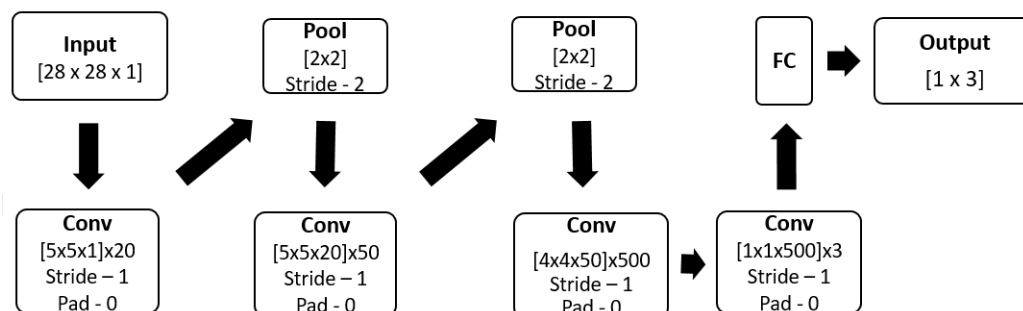 Input
[28 x 28 x 1]
Conv
[5x5x1]x20
Stride – 1
Pad - 0
Pool
[2x2]
Stride - 2
Conv
[5x5x20]x50
Stride – 1
Pad - 0
Pool
[2x2]
Stride - 2
Conv
[4x4x50]x500
Stride – 1
Pad - 0
Conv
[1x1x500]x3
Stride – 1
Pad - 0
FC
Output
[1 x 3]